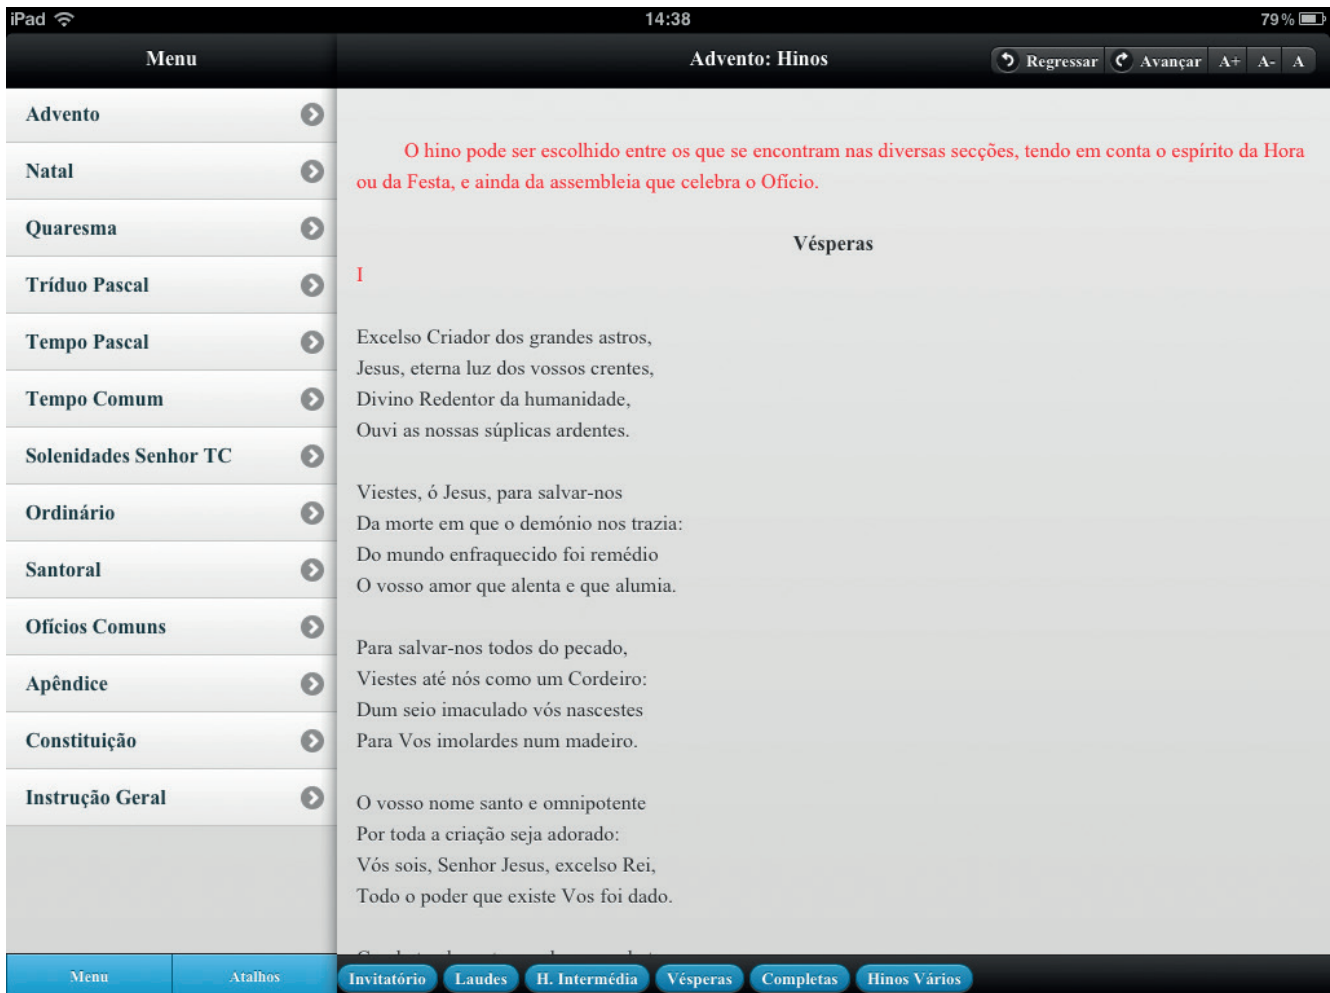 iPad 14:38 79%
Menu
Advento: Hinos
Regressar Avançar A+ A- A
Advento
Natal
Quaresma
Tríduo Pascal
Tempo Pascal
Tempo Comum
Solenidades Senhor TC
Ordinário
Santoral
Ofícios Comuns
Apêndice
Constituição
Instrução Geral
Menu Atalhos
O hino pode ser escolhido entre os que se encontram nas diversas secções, tendo em conta o espírito da Hora
ou da Festa, e ainda da assembleia que celebra o Ofício.
Vésperas
I
Excelso Criador dos grandes astros,
Jesus, eterna luz dos vossos crentes,
Divino Redentor da humanidade,
Ouvi as nossas súplicas ardentes.
Viestes, ó Jesus, para salvar-nos
Da morte em que o demónio nos trazia:
Do mundo enfraquecido foi remédio
O vosso amor que alenta e que alumia.
Para salvar-nos todos do pecado,
Viestes até nós como um Cordeiro:
Dum seio imaculado vós nascestes
Para Vos imolardes num madeiro.
O vosso nome santo e omnipotente
Por toda a criação seja adorado:
Vós sois, Senhor Jesus, excelso Rei,
Todo o poder que existe Vos foi dado.
Invitatório Laudes H. Intermédia Vésperas Completas Hinos Vários